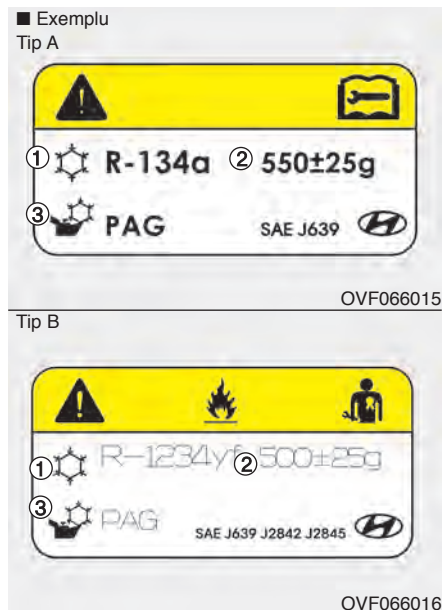 ■ Exemplu
Tip A
① R-134a ② 550±25g
③ PAG SAE J639
OVF066015
Tip B
① R-1234yf ② 500±25g
③ PAG SAE J639 J2842 J2845
OVF066016